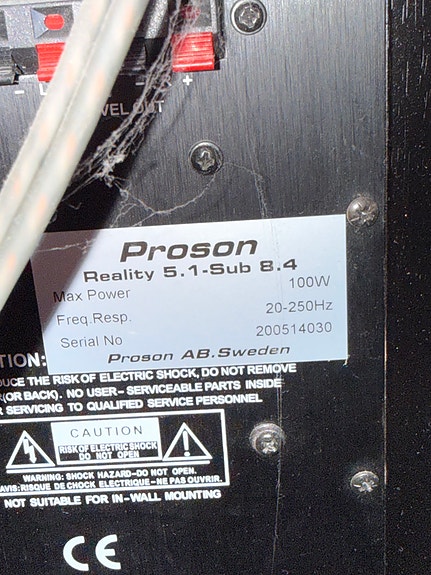 - L - +
VEL OUT
Proson
Reality 5.1-Sub 8.4
Max Power 100W
Freq.Resp. 20-250Hz
Serial No 200514030
Proson AB.Sweden
TION:
DUCE THE RISK OF ELECTRIC SHOCK, DO NOT REMOVE
(OR BACK). NO USER-SERVICEABLE PARTS INSIDE
R SERVICING TO QUALIFIED SERVICE PERSONNEL
CAUTION
RISK OF ELECTRIC SHOCK
DO NOT OPEN
WARNING: SHOCK HAZARD-DO NOT OPEN.
AVIS: RISQUE DE CHOCK ELECTRIQUE-NE PAS OUVRIR.
NOT SUITABLE FOR IN-WALL MOUNTING
CE